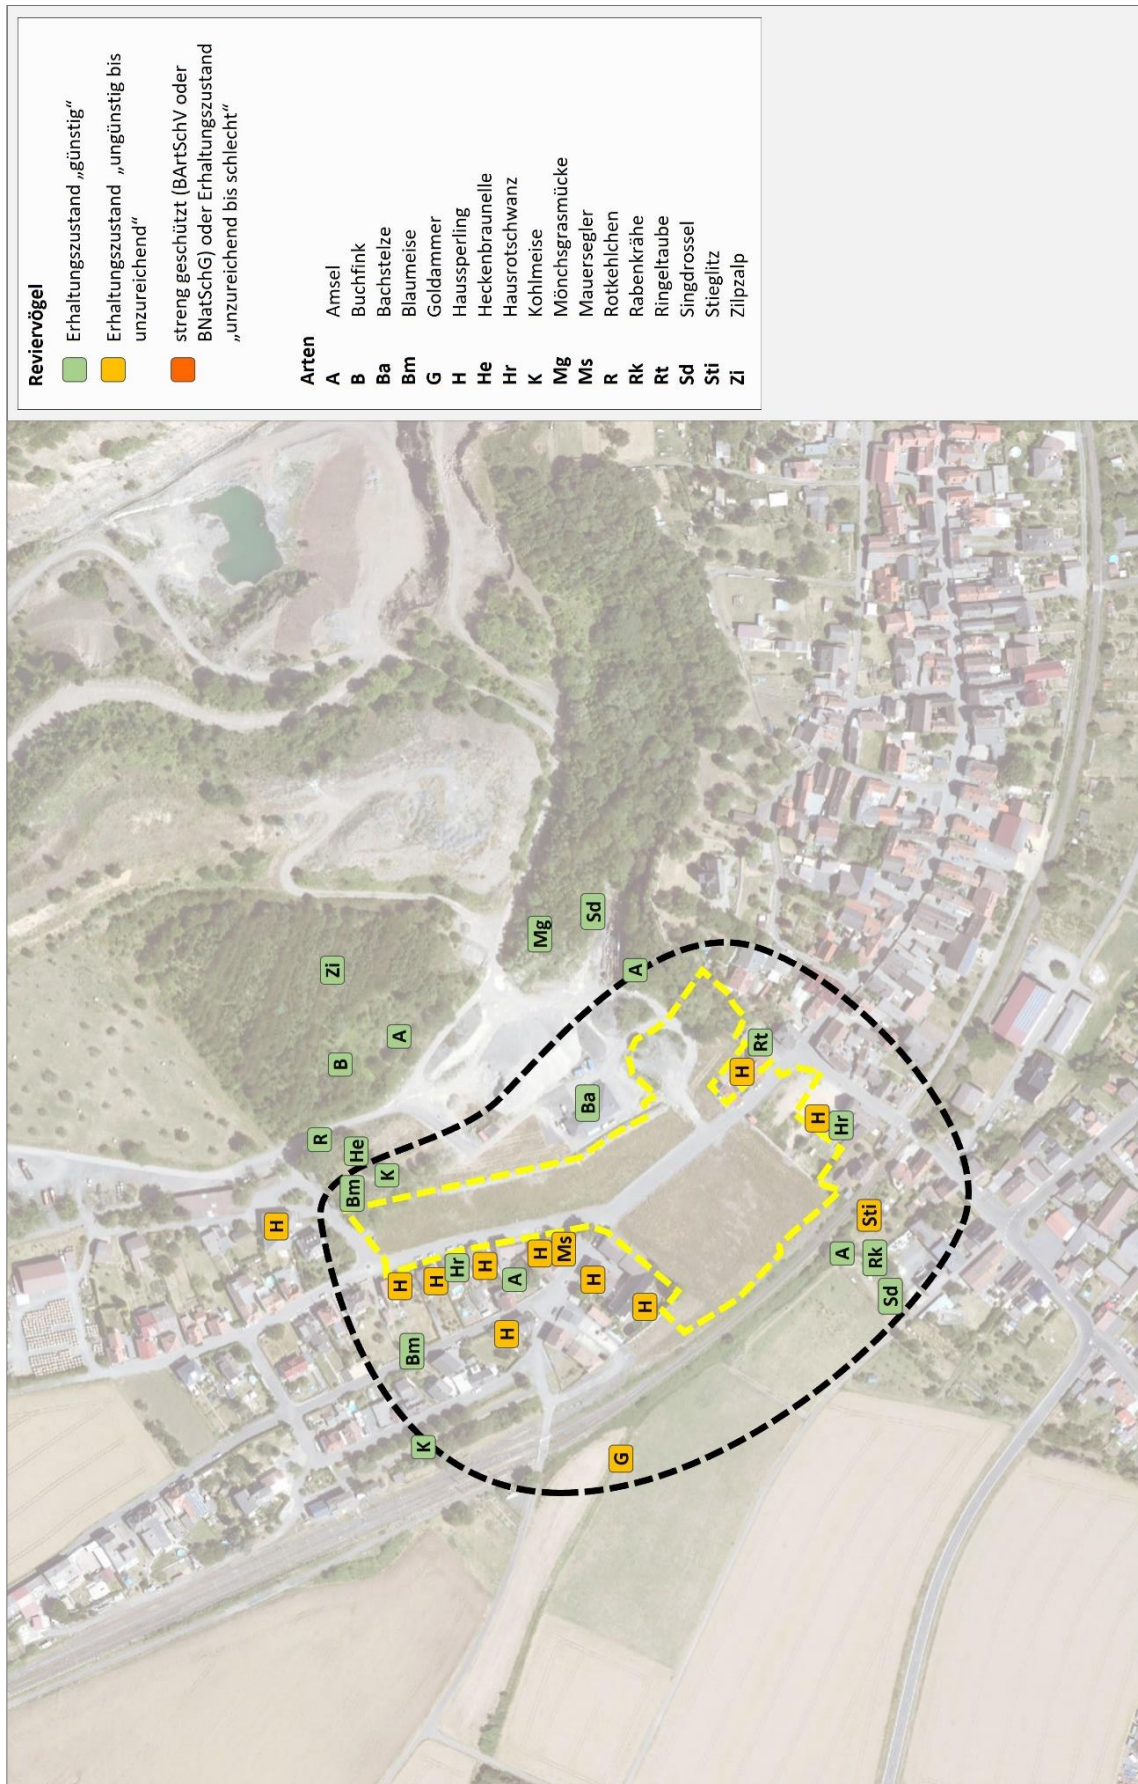 Reviervögel
Erhaltungszustand „günstig“
Erhaltungszustand „ungünstig bis
unzureichend“
streng geschützt (BArtSchV oder
BNatSchG) oder Erhaltungszustand
„unzureichend bis schlecht“
Arten
A Amsel
B Buchfink
Ba Bachstelze
Bm Blaumeise
G Goldammer
H Haussperling
He Heckenbraunelle
Hr Hausrotschwanz
K Kohlmeise
Mg Mönchsgrasmücke
Ms Mauersegler
R Rotkehlchen
Rk Rabenkrähe
Rt Ringeltaube
Sd Singdrossel
Sti Stieglitz
Zi Zilpzalp
H
R
Zi
B
Bm
He
K
A
H
Bm
K
H
Hr
H
H
A
H
Mg
Ms
Ba
H
Sd
G
A
H
H
Rt
H
Hr
A
Sti
Rk
Sd